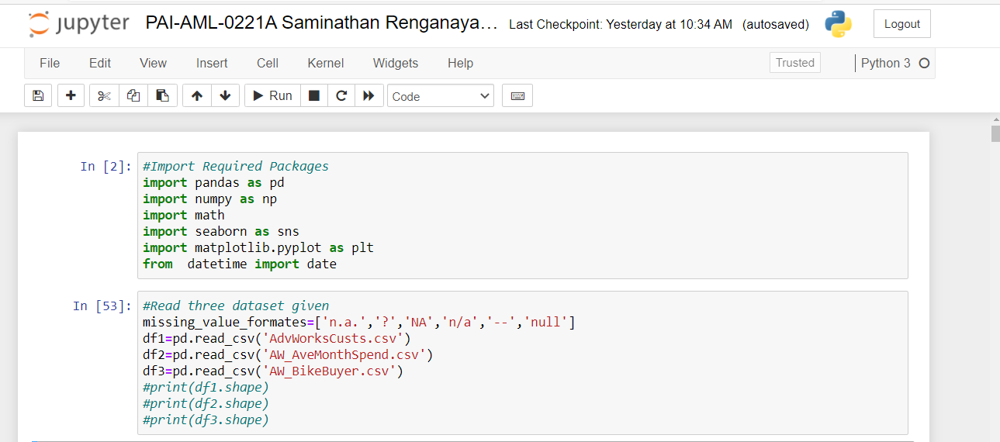 jupyter PAI-AML-0221A Saminathan Renganaya... Last Checkpoint: Yesterday at 10:34 AM (autosaved) Logout
File Edit View Insert Cell Kernel Widgets Help Trusted Python 3
Run Code
In [2]: #Import Required Packages
import pandas as pd
import numpy as np
import math
import seaborn as sns
import matplotlib.pyplot as plt
from  datetime import date
In [53]: #Read three dataset given
missing_value_formates=['n.a.','?','NA','n/a','--','null']
df1=pd.read_csv('AdvWorksCusts.csv')
df2=pd.read_csv('AW_AveMonthSpend.csv')
df3=pd.read_csv('AW_BikeBuyer.csv')
#print(df1.shape)
#print(df2.shape)
#print(df3.shape)